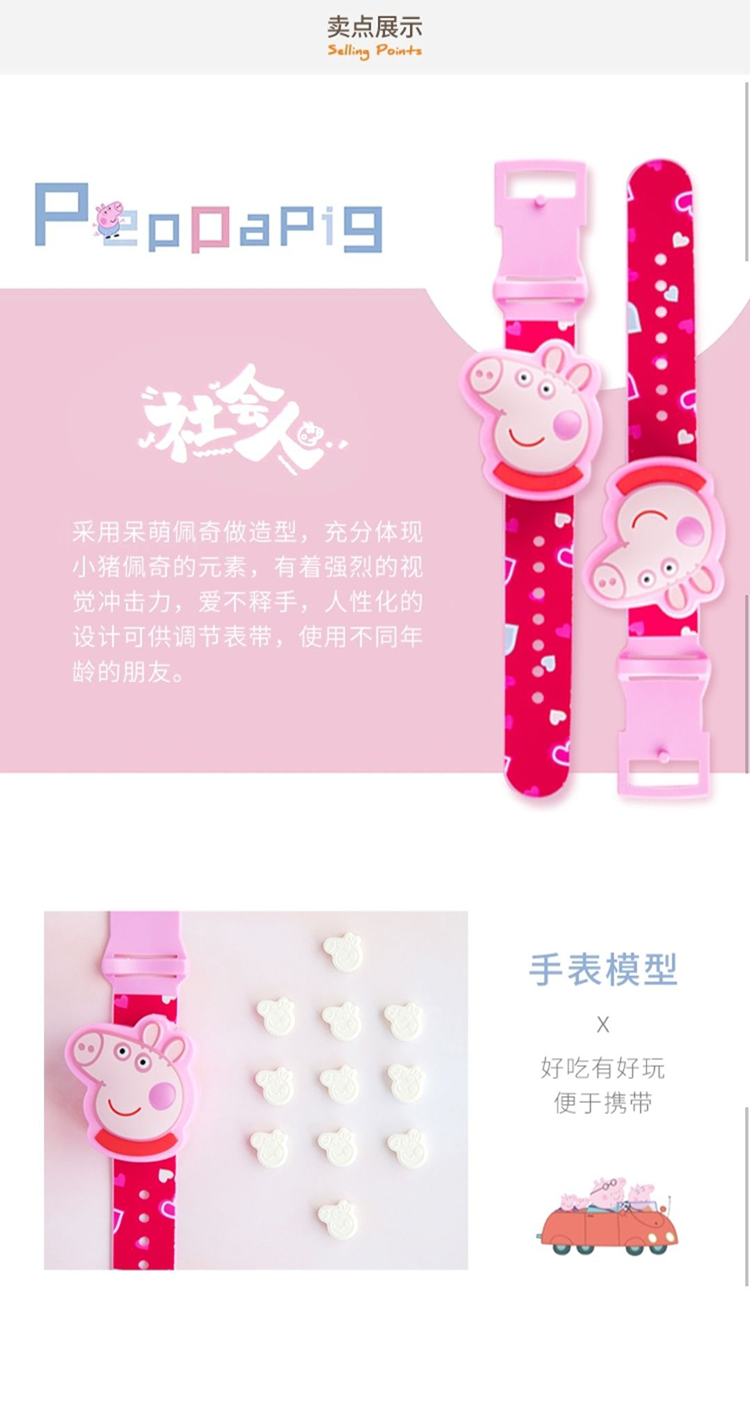 卖点展示
Selling Points
PeppaPig
社会人
采用呆萌佩奇做造型，充分体现
小猪佩奇的元素，有着强烈的视
觉冲击力，爱不释手，人性化的
设计可供调节表带，使用不同年
龄的朋友。
手表模型
X
好吃有好玩
便于携带